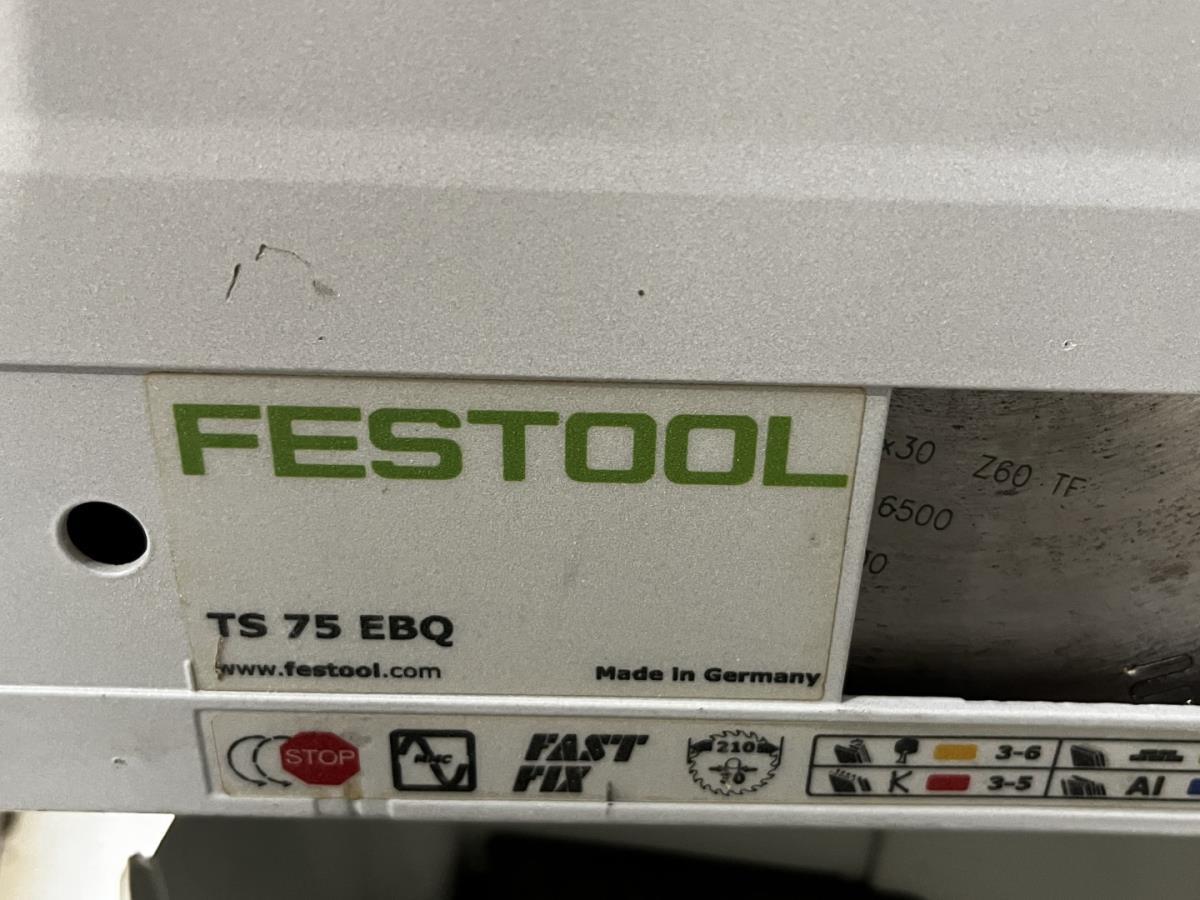 FESTOOL
x30 Z60 TF
6500
TS 75 EBQ
www.festool.com
Made in Germany
STOP
MMC
FAST
FIX
210
3-6
K
3-5
Al